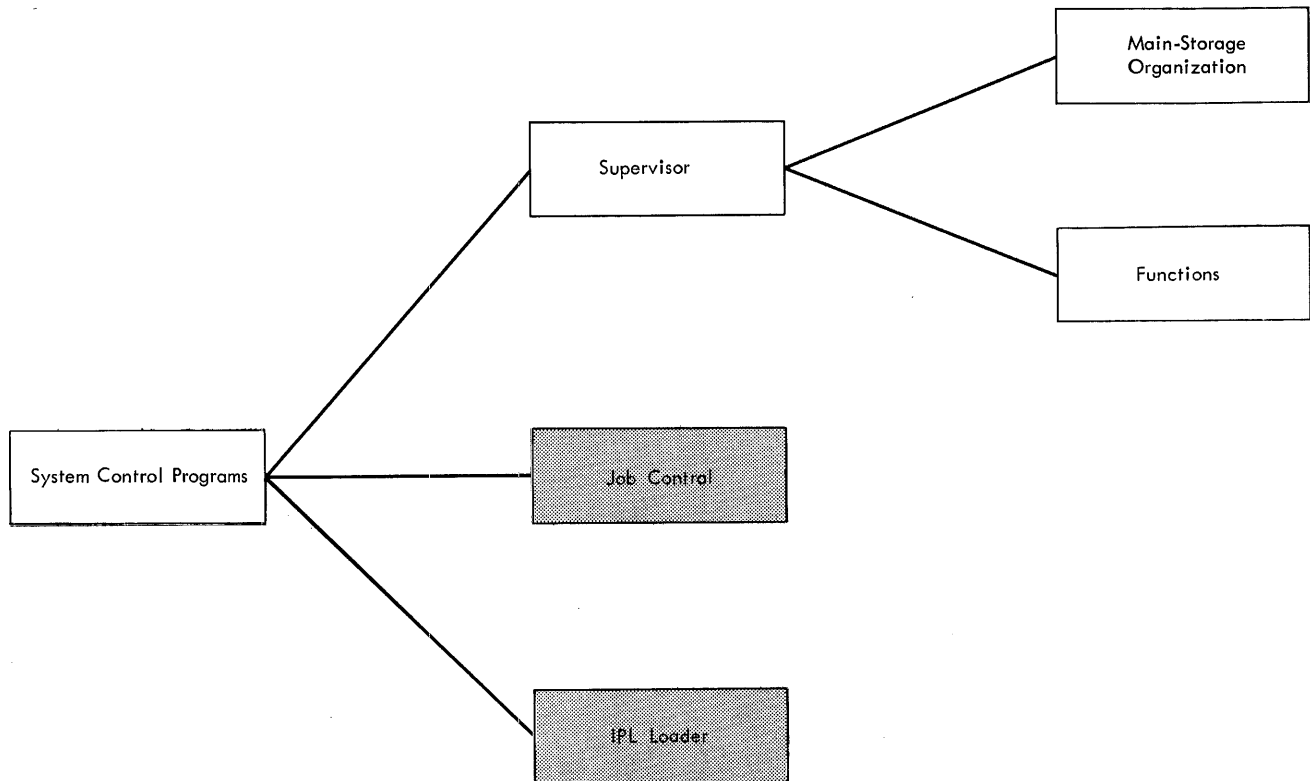 Main-Storage
Organization
Supervisor
Functions
System Control Programs
Job Control
IPL Loader